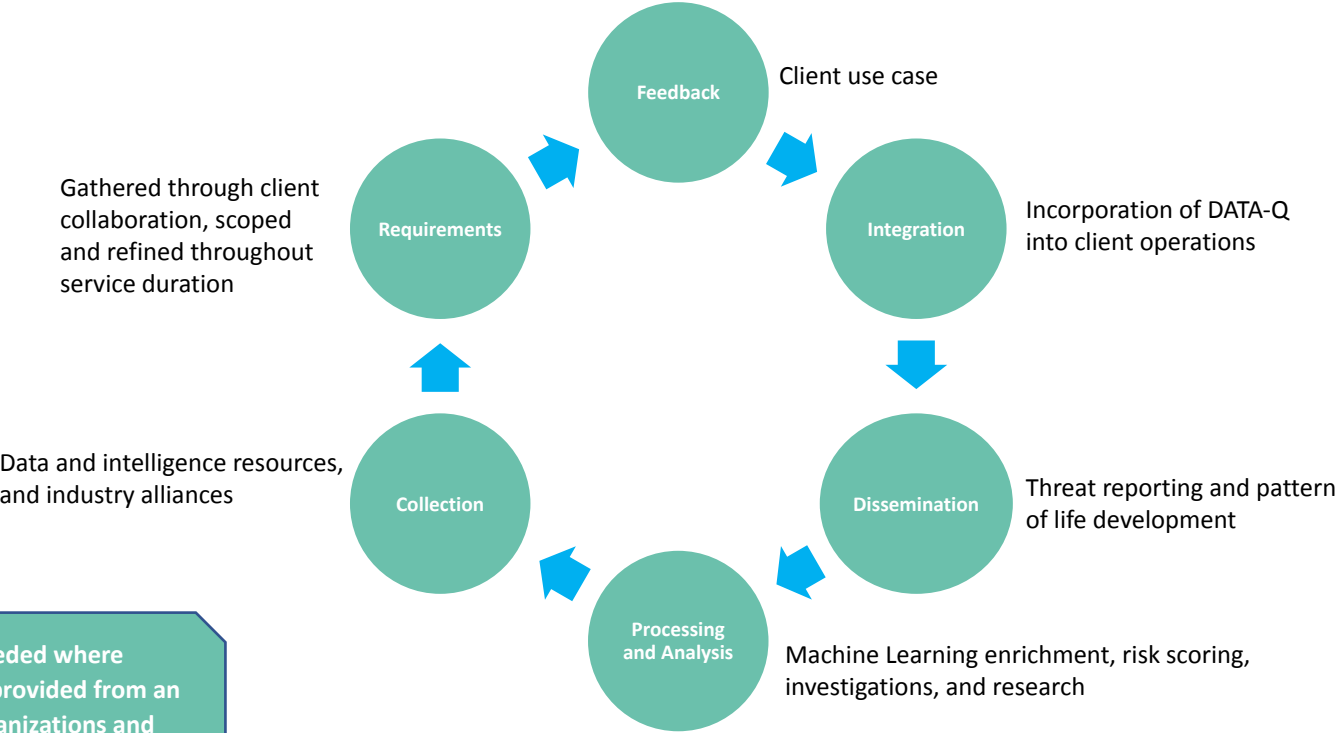 Feedback
Client use case
Integration
Incorporation of DATA-Q
into client operations
Dissemination
Threat reporting and pattern
of life development
Processing
and Analysis
Machine Learning enrichment, risk scoring,
investigations, and research
Collection
Data and intelligence resources,
and industry alliances
Requirements
Gathered through client
collaboration, scoped
and refined throughout
service duration
where
provided from an
and